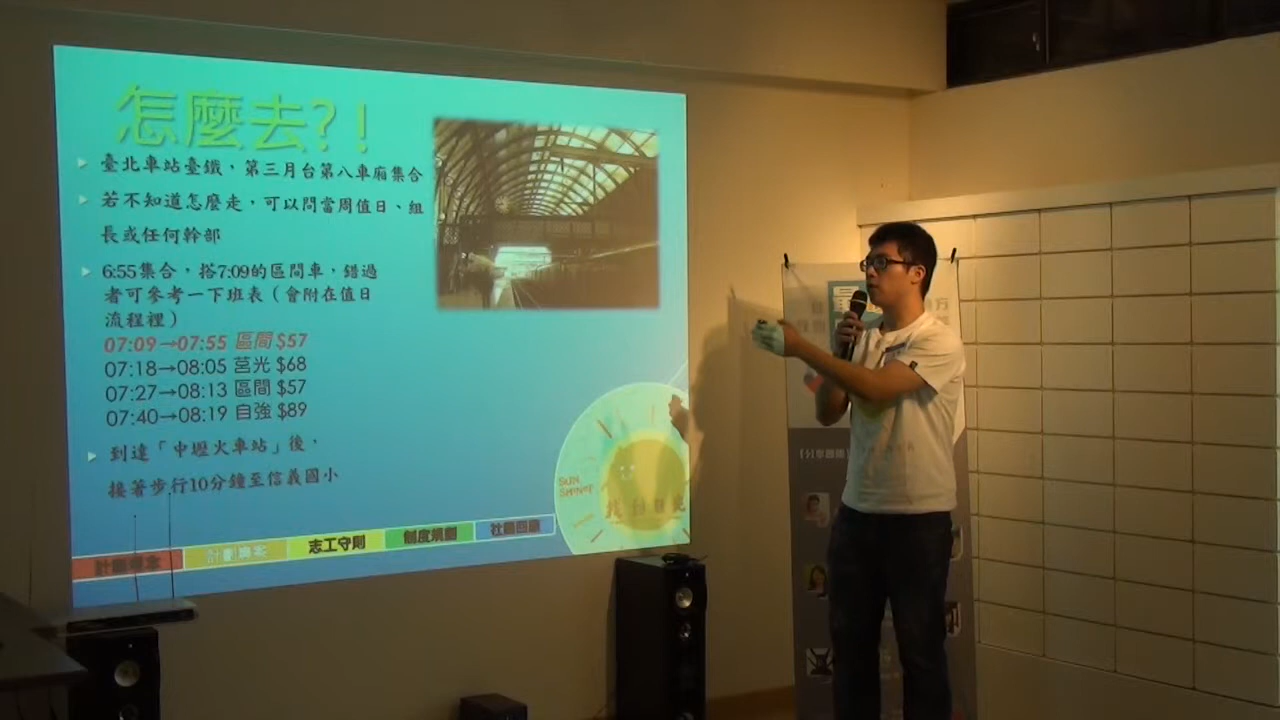 怎麼去?!
臺北車站臺鐵,第三月台第八車廂集合
若不知道怎麼走,可以問當周值日、組
長或任何幹部
6:55集合,搭7:09的區間車,錯過
者可參考一下班表(會附在值日
流程裡)
07:09→07:55 區間 $57
07:18→08:05 莒光 $68
07:27→08:13 區間 $57
07:40→08:19 自強 $89
到達「中壢火車站」後,
接著步行10分鐘至信義國小
SUN
SHINE
志工守則
制度規劃